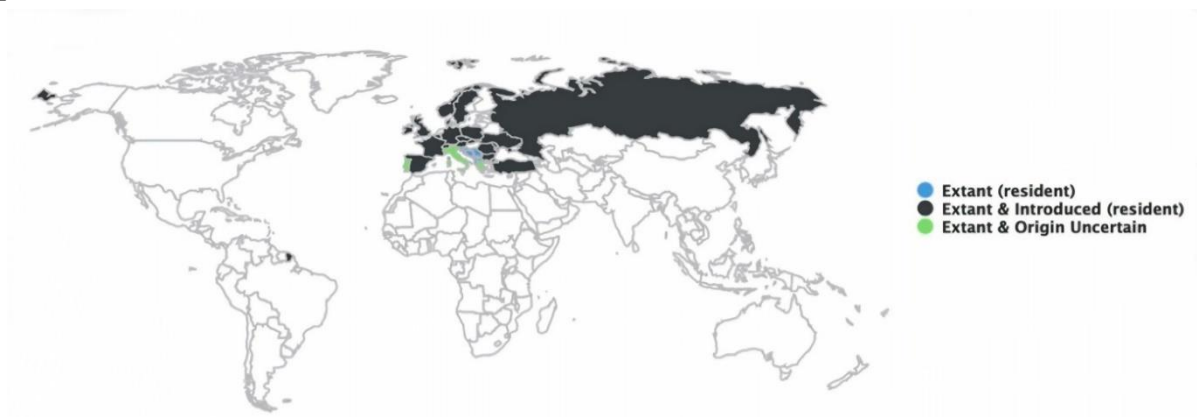 Extant (resident)
Extant & Introduced (resident)
Extant & Origin Uncertain